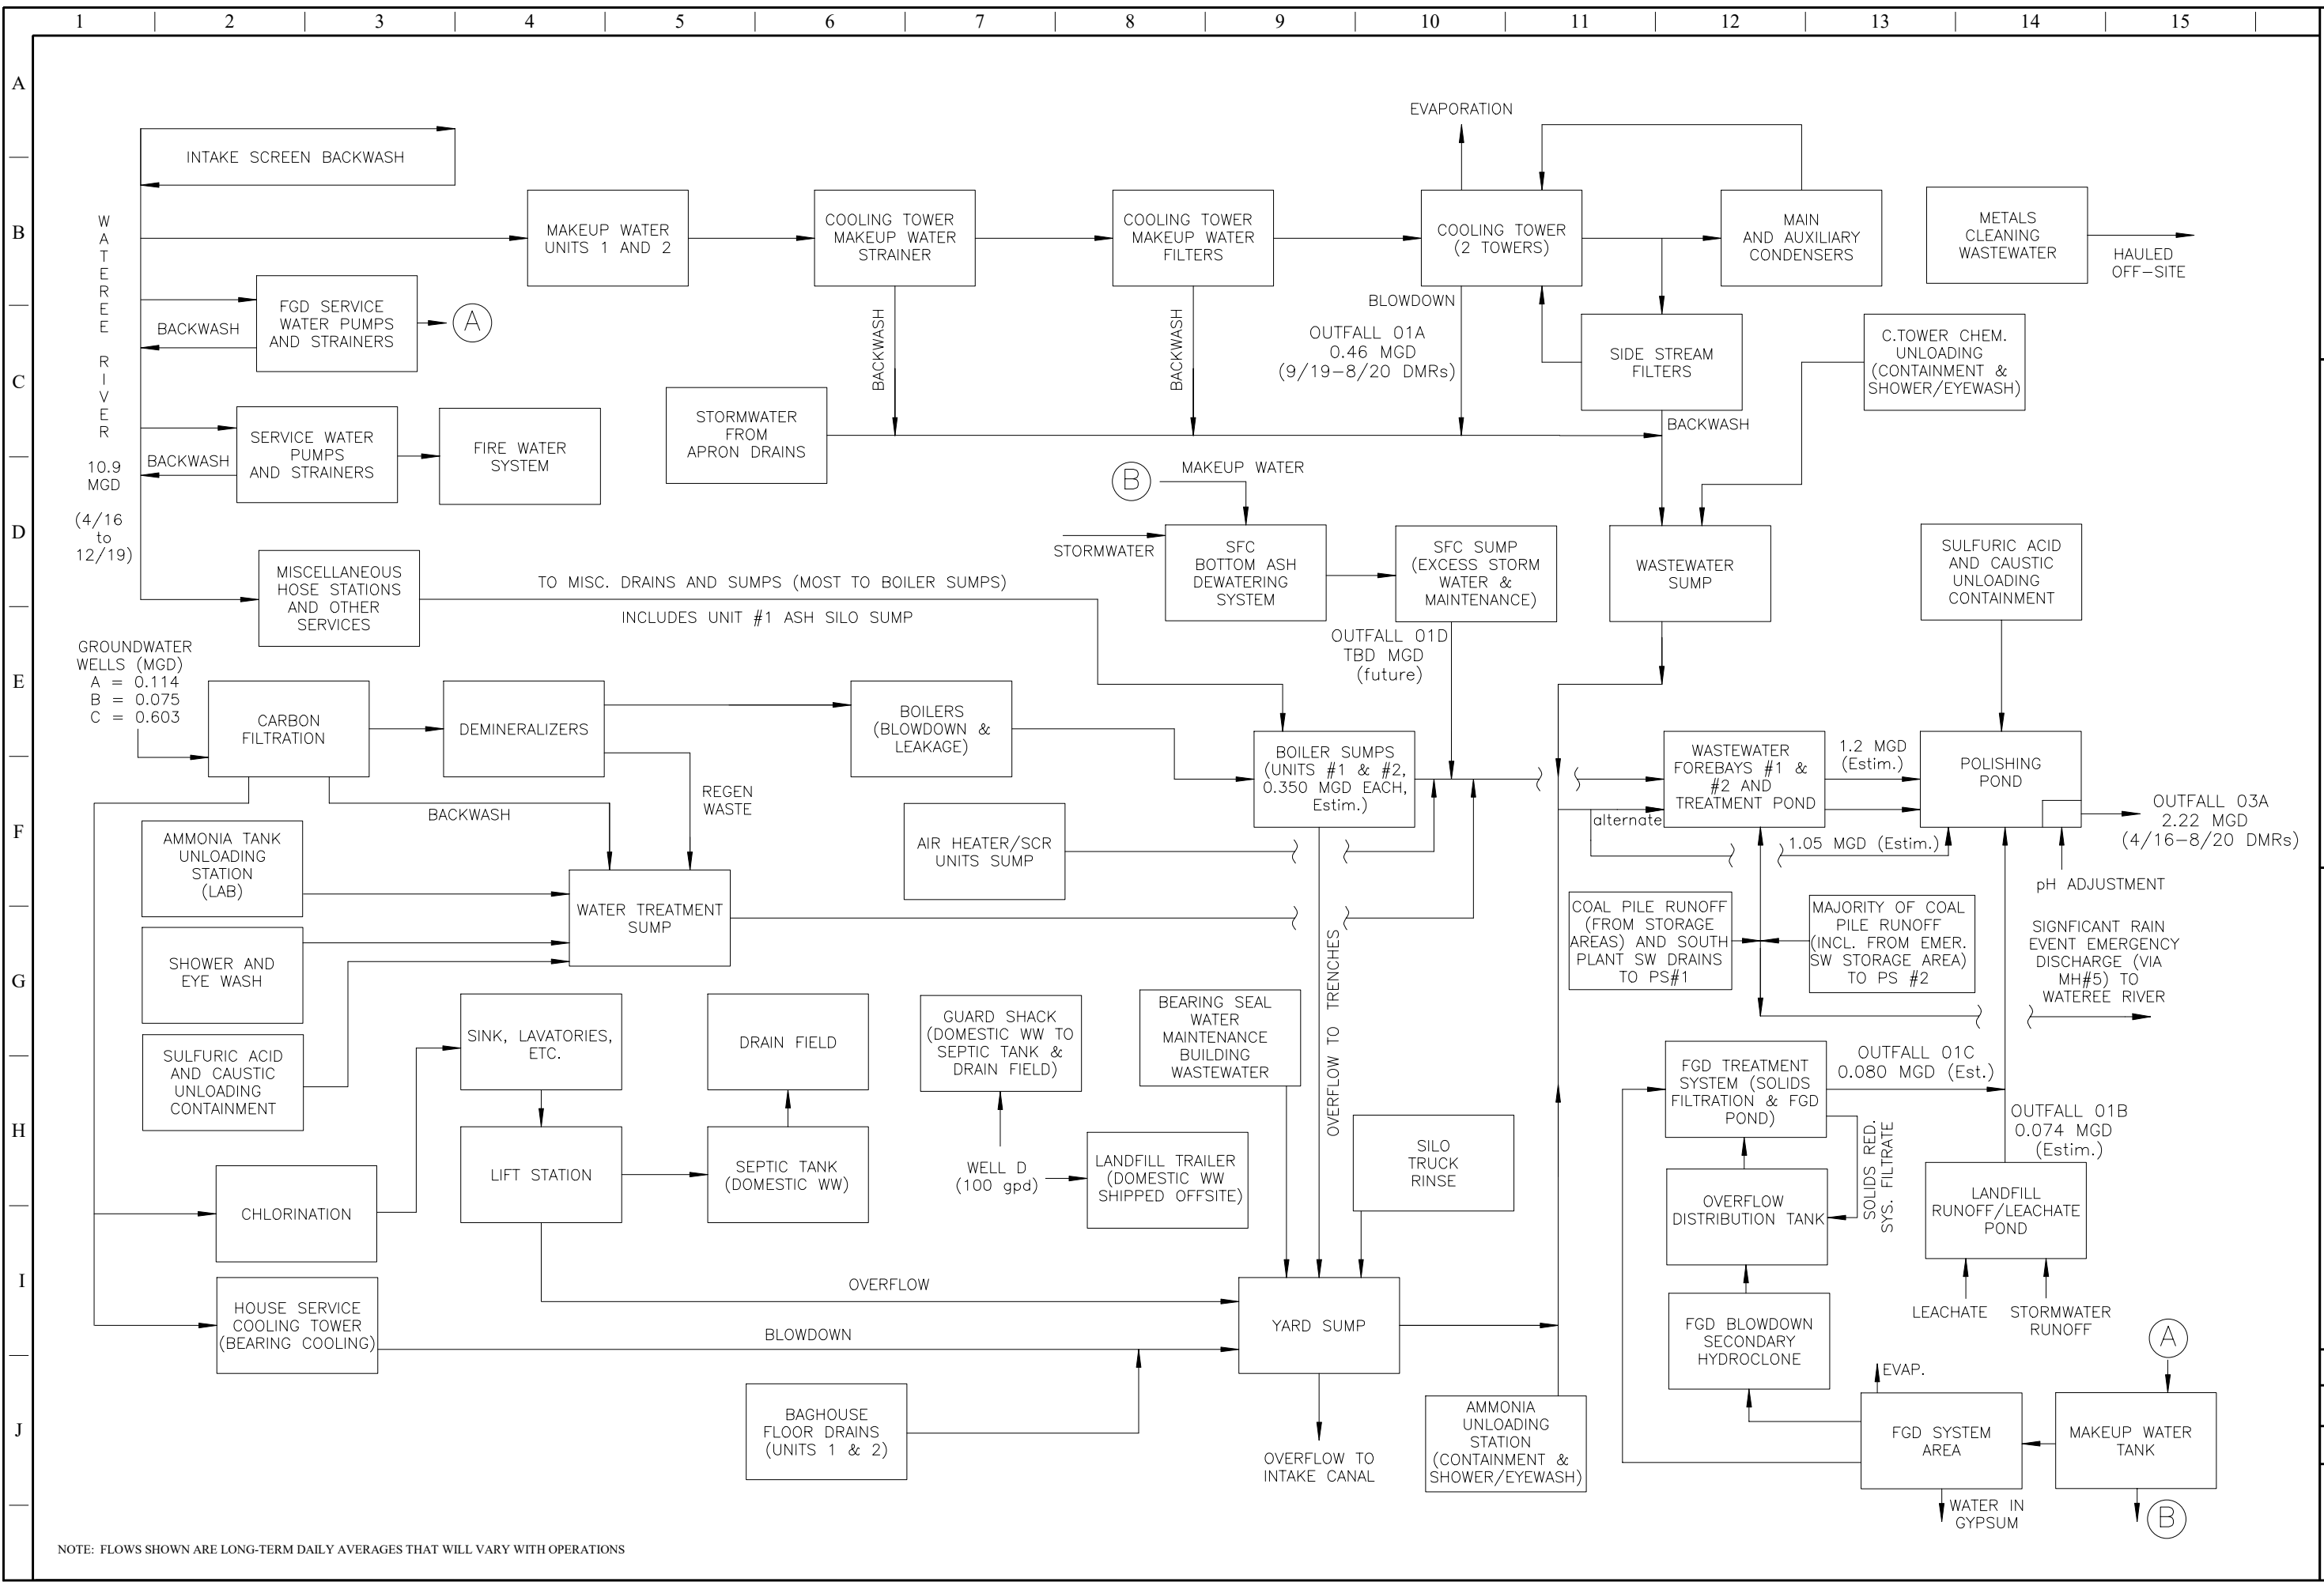 1 2 3 4 5 6 7 8 9 10 11 12 13 14 15
A
B
C
D
E
F
G
H
I
J
INTAKE SCREEN BACKWASH
WATEREE RIVER
10.9
MGD
(4/16
to
12/19)
MAKEUP WATER
UNITS 1 AND 2
COOLING TOWER
MAKEUP WATER
STRAINER
COOLING TOWER
MAKEUP WATER
FILTERS
EVAPORATION
COOLING TOWER
(2 TOWERS)
MAIN
AND AUXILIARY
CONDENSERS
METALS
CLEANING
WASTEWATER
HAULED
OFF-SITE
FGD SERVICE
WATER PUMPS
AND STRAINERS
BACKWASH
A
BACKWASH
BACKWASH
BLOWDOWN
OUTFALL 01A
0.46 MGD
(9/19-8/20 DMRs)
SIDE STREAM
FILTERS
BACKWASH
C.TOWER CHEM.
UNLOADING
(CONTAINMENT &
SHOWER/EYEWASH)
SERVICE WATER
PUMPS
AND STRAINERS
BACKWASH
FIRE WATER
SYSTEM
STORMWATER
FROM
APRON DRAINS
B
MAKEUP WATER
STORMWATER
SFC
BOTTOM ASH
DEWATERING
SYSTEM
SFC SUMP
(EXCESS STORM
WATER &
MAINTENANCE)
WASTEWATER
SUMP
SULFURIC ACID
AND CAUSTIC
UNLOADING
CONTAINMENT
MISCELLANEOUS
HOSE STATIONS
AND OTHER
SERVICES
TO MISC. DRAINS AND SUMPS (MOST TO BOILER SUMPS)
INCLUDES UNIT #1 ASH SILO SUMP
OUTFALL 01D
TBD MGD
(future)
GROUNDWATER
WELLS (MGD)
A = 0.114
B = 0.075
C = 0.603
CARBON
FILTRATION
DEMINERALIZERS
BOILERS
(BLOWDOWN &
LEAKAGE)
BOILER SUMPS
(UNITS #1 & #2,
0.350 MGD EACH,
Estim.)
WASTEWATER
FOREBAYS #1 &
#2 AND
TREATMENT POND
1.2 MGD
(Estim.)
POLISHING
POND
alternate
1.05 MGD (Estim.)
OUTFALL 03A
2.22 MGD
(4/16-8/20 DMRs)
pH ADJUSTMENT
BACKWASH
REGEN
WASTE
AMMONIA TANK
UNLOADING
STATION
(LAB)
AIR HEATER/SCR
UNITS SUMP
WATER TREATMENT
SUMP
SHOWER AND
EYE WASH
COAL PILE RUNOFF
(FROM STORAGE
AREAS) AND SOUTH
PLANT SW DRAINS
TO PS#1
MAJORITY OF COAL
PILE RUNOFF
(INCL. FROM EMER.
SW STORAGE AREA)
TO PS #2
SIGNFICANT RAIN
EVENT EMERGENCY
DISCHARGE (VIA
MH#5) TO
WATEREE RIVER
SULFURIC ACID
AND CAUSTIC
UNLOADING
CONTAINMENT
SINK, LAVATORIES,
ETC.
DRAIN FIELD
GUARD SHACK
(DOMESTIC WW TO
SEPTIC TANK &
DRAIN FIELD)
BEARING SEAL
WATER
MAINTENANCE
BUILDING
WASTEWATER
OVERFLOW TO TRENCHES
FGD TREATMENT
SYSTEM (SOLIDS
FILTRATION & FGD
POND)
OUTFALL 01C
0.080 MGD (Est.)
SOLIDS RED.
SYS. FILTRATE
OUTFALL 01B
0.074 MGD
(Estim.)
LIFT STATION
SEPTIC TANK
(DOMESTIC WW)
WELL D
(100 gpd)
LANDFILL TRAILER
(DOMESTIC WW
SHIPPED OFFSITE)
SILO
TRUCK
RINSE
OVERFLOW
DISTRIBUTION TANK
LANDFILL
RUNOFF/LEACHATE
POND
CHLORINATION
LEACHATE
STORMWATER
RUNOFF
HOUSE SERVICE
COOLING TOWER
(BEARING COOLING)
OVERFLOW
BLOWDOWN
YARD SUMP
FGD BLOWDOWN
SECONDARY
HYDROCLONE
A
EVAP.
BAGHOUSE
FLOOR DRAINS
(UNITS 1 & 2)
OVERFLOW TO
INTAKE CANAL
AMMONIA
UNLOADING
STATION
(CONTAINMENT &
SHOWER/EYEWASH)
FGD SYSTEM
AREA
MAKEUP WATER
TANK
WATER IN
GYPSUM
B
NOTE: FLOWS SHOWN ARE LONG-TERM DAILY AVERAGES THAT WILL VARY WITH OPERATIONS